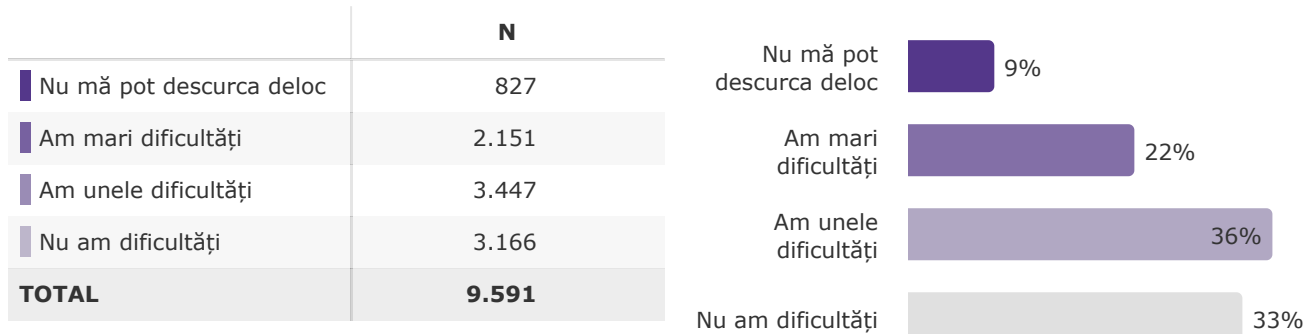 N
Nu mă pot descurca deloc 827
Am mari dificultăți 2.151
Am unele dificultăți 3.447
Nu am dificultăți 3.166
TOTAL 9.591
Nu mă pot
descurca deloc
9%
Am mari
dificultăți
22%
Am unele
dificultăți
36%
Nu am dificultăți
33%